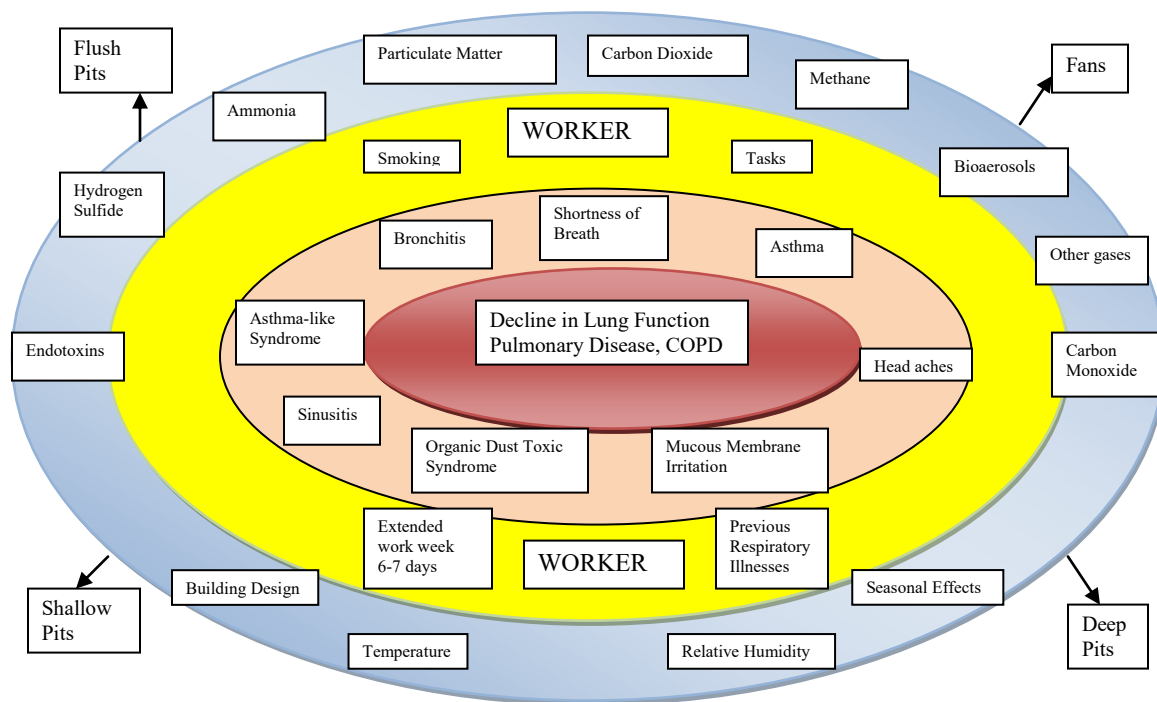 Flush
Pits
Particulate Matter
Carbon Dioxide
Methane
Fans
Ammonia
WORKER
Smoking
Tasks
Bioaerosols
Hydrogen
Sulfide
Shortness of
Breath
Bronchitis
Asthma
Other gases
Asthma-like
Syndrome
Decline in Lung Function
Pulmonary Disease, COPD
Endotoxins
Head aches
Carbon
Monoxide
Sinusitis
Organic Dust Toxic
Syndrome
Mucous Membrane
Irritation
Extended
work week
6-7 days
WORKER
Previous
Respiratory
Illnesses
Building Design
Seasonal Effects
Shallow
Pits
Deep
Pits
Temperature
Relative Humidity